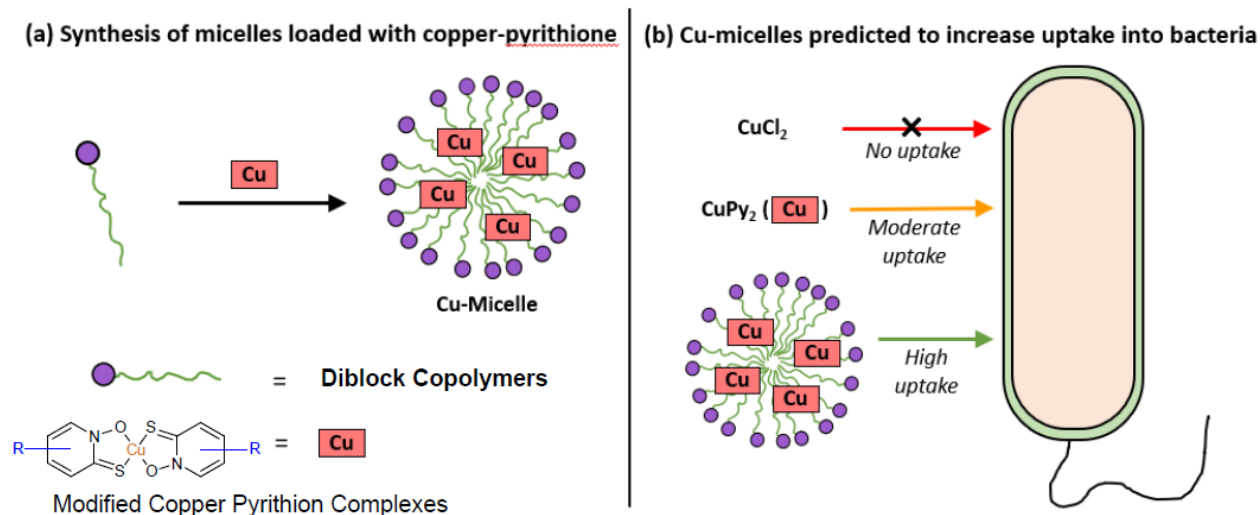 (a) Synthesis of micelles loaded with copper-pyrithione
Cu
Cu
Cu
Cu
Cu
Cu-Micelle
= Diblock Copolymers
R N O S R
Cu = Cu
S O N
Modified Copper Pyrithion Complexes
(b) Cu-micelles predicted to increase uptake into bacteria
CuCl₂
No uptake
CuPy₂ ( Cu )
Moderate
uptake
Cu
Cu
Cu
Cu
High
uptake